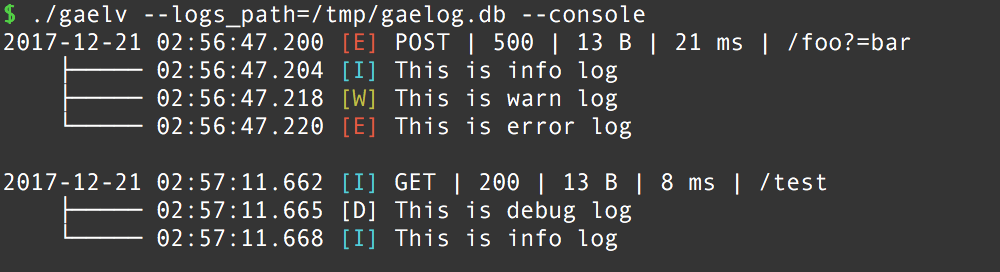 $ ./gaelv --logs_path=/tmp/gaelog.db --console
2017-12-21 02:56:47.200 [E] POST | 500 | 13 B | 21 ms | /foo?=bar
├───── 02:56:47.204 [I] This is info log
├───── 02:56:47.218 [W] This is warn log
└───── 02:56:47.220 [E] This is error log
2017-12-21 02:57:11.662 [I] GET | 200 | 13 B | 8 ms | /test
├───── 02:57:11.665 [D] This is debug log
└───── 02:57:11.668 [I] This is info log